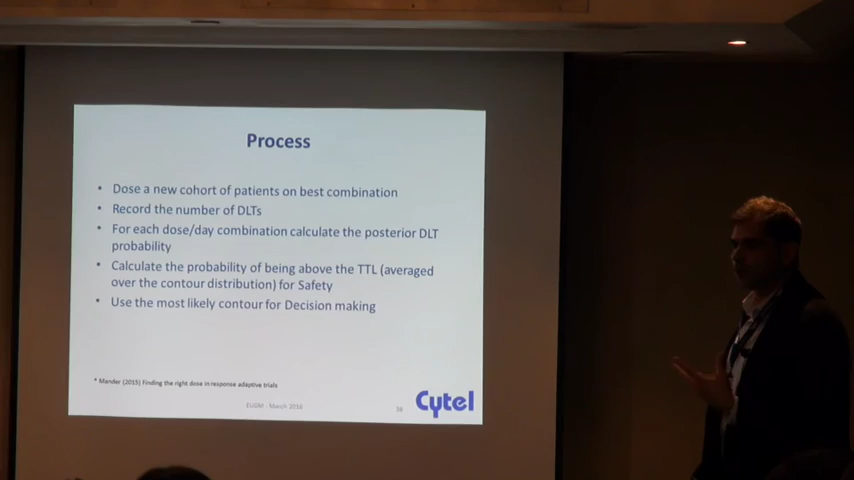 Process
• Dose a new cohort of patients on best combination
• Record the number of DLTs
• For each dose/day combination calculate the posterior DLT
probability
• Calculate the probability of being above the TTL (averaged
over the contour distribution) for Safety
• Use the most likely contour for Decision making
* Mander (2015) Finding the right dose in response adaptive trials
EUGM - March 2016
39
Cytel